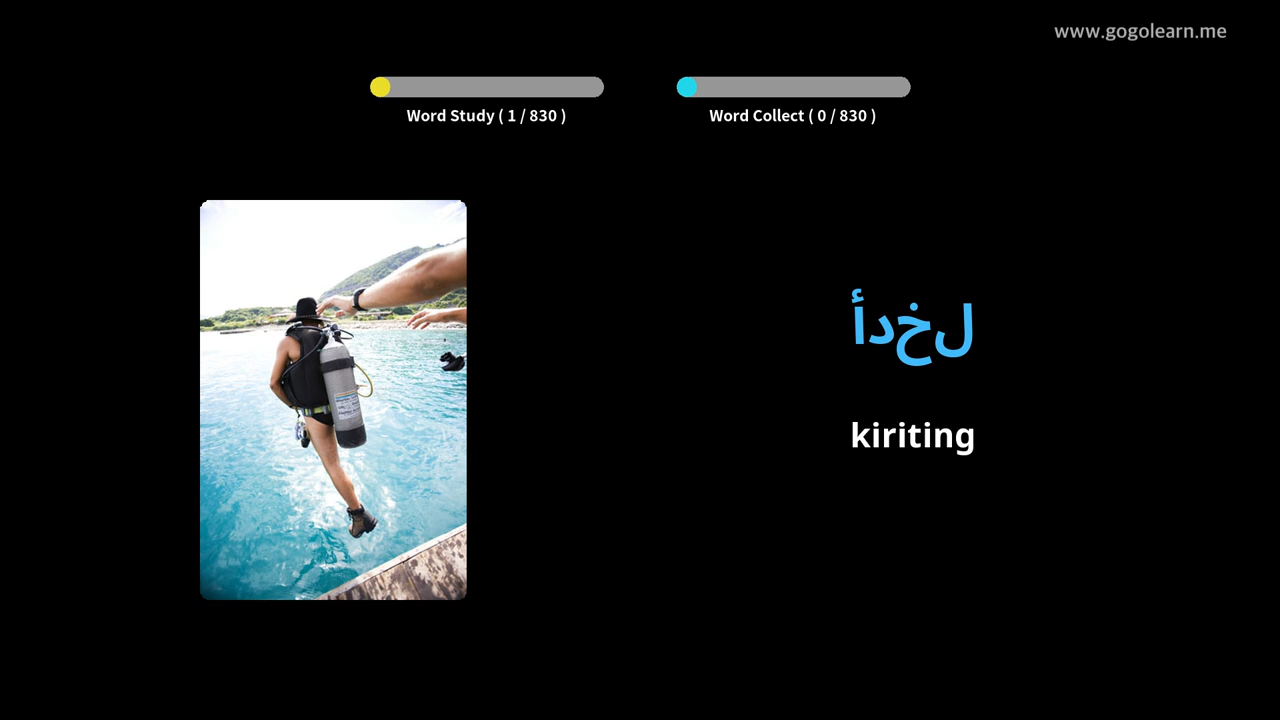 www.gogolearn.me
Word Study ( 1 / 830 )
Word Collect ( 0 / 830 )
أدخل
kiriting